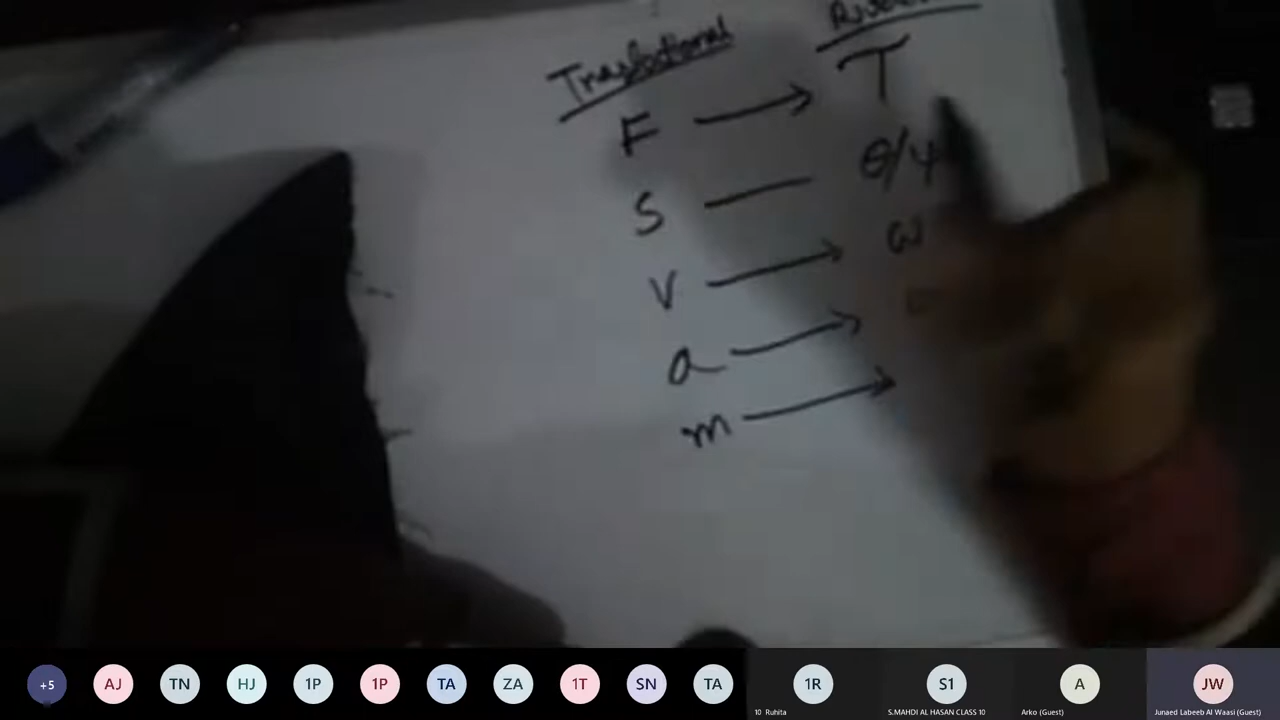 Translational
F → T
S — θ/ψ
V → ω
a →
m →
+5 AJ TN HJ 1P 1P TA ZA 1T SN TA 1R S1 A JW
10 Ruhita S.MAHDI AL HASAN CLASS 10 Arko (Guest) Junaed Labeeb Al Waasi (Guest)